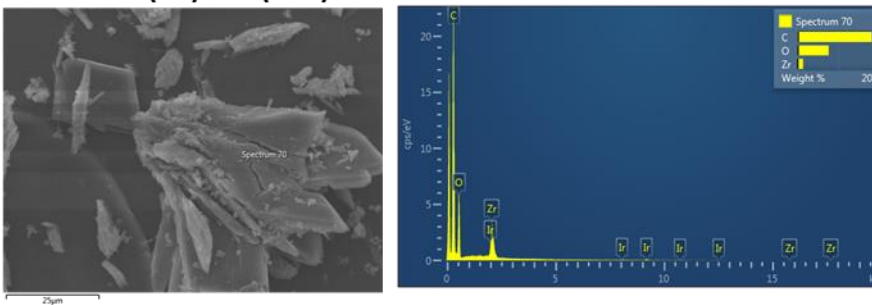 Spectrum 70
25μm
Spectrum 70
C
O
Zr
Weight % 20
cps/eV
20
15
10
5
0
C
O
Zr
Ir
Ir Ir Ir Ir Zr Zr
0 5 10 15